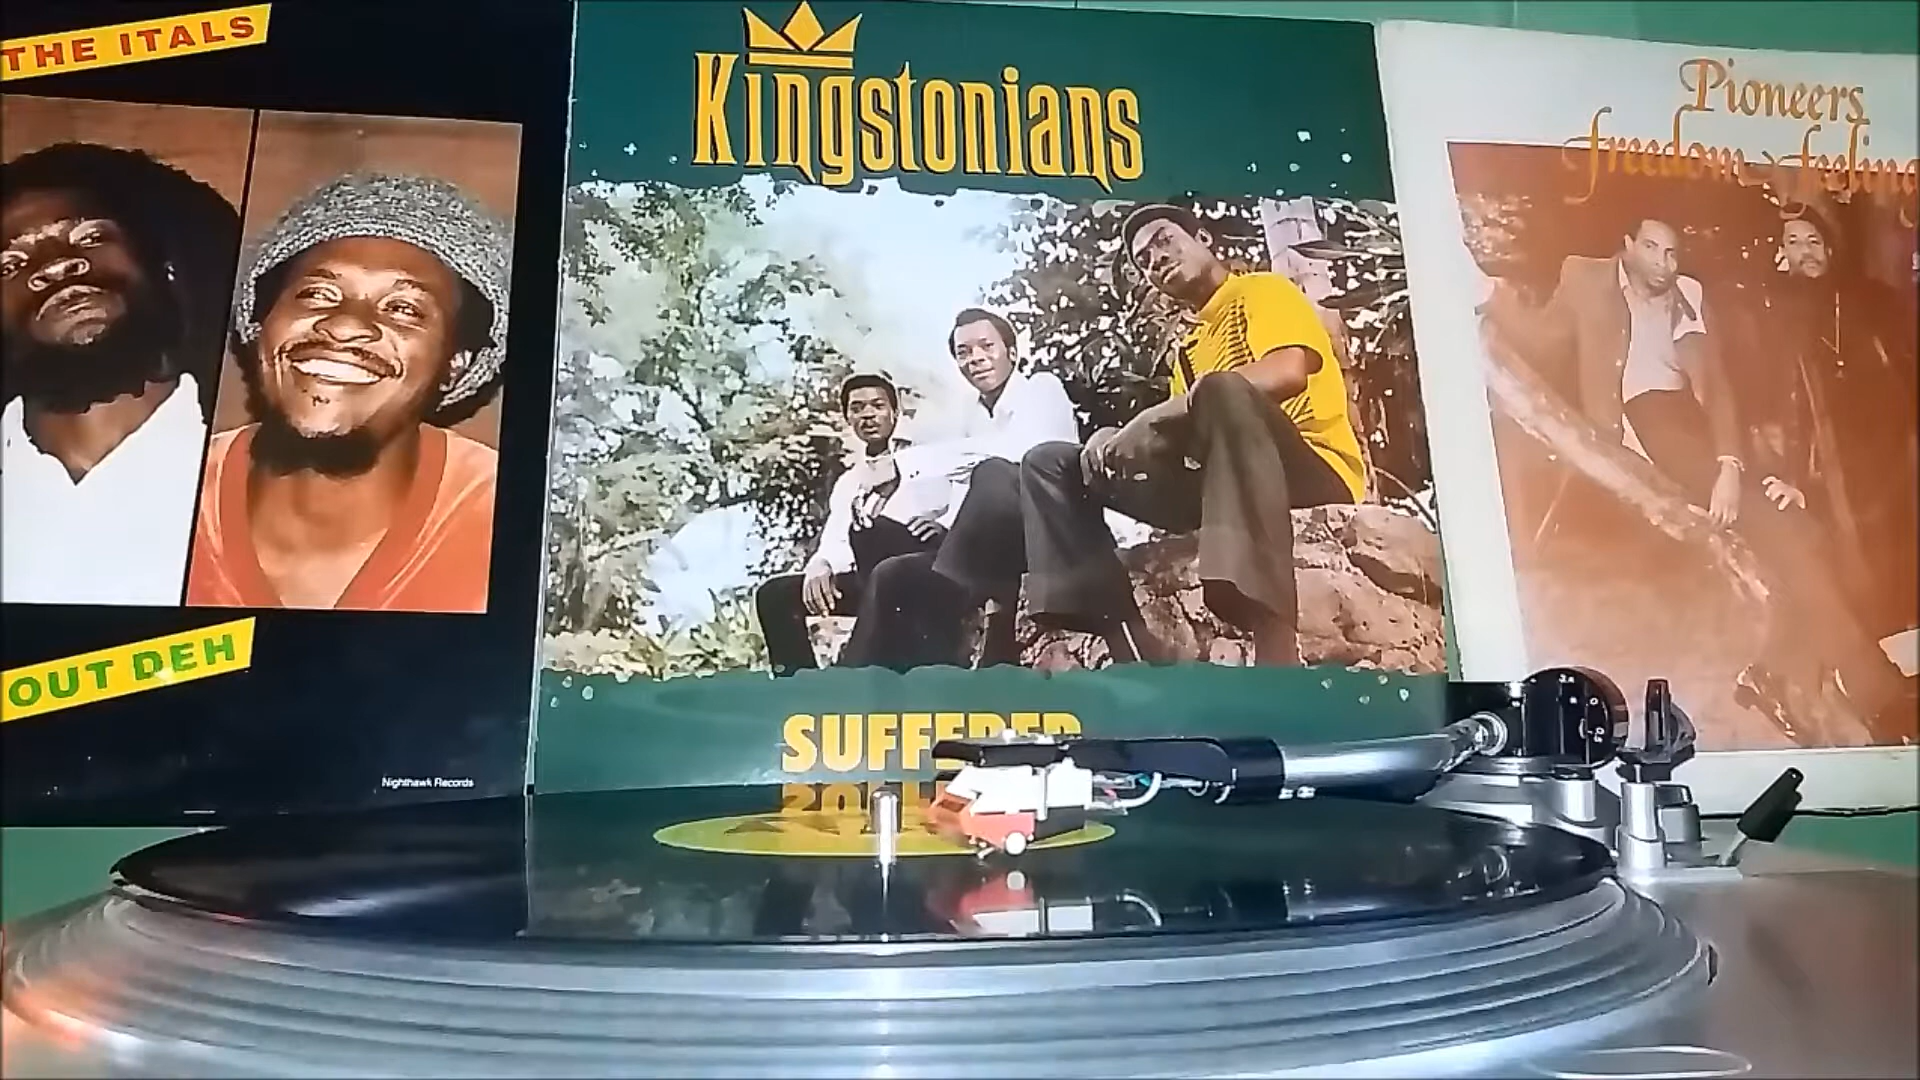 THE ITALS
OUT DEH
Nighthawk Records
Kingstonians
SUFFERER
Pioneers
freedom feeling